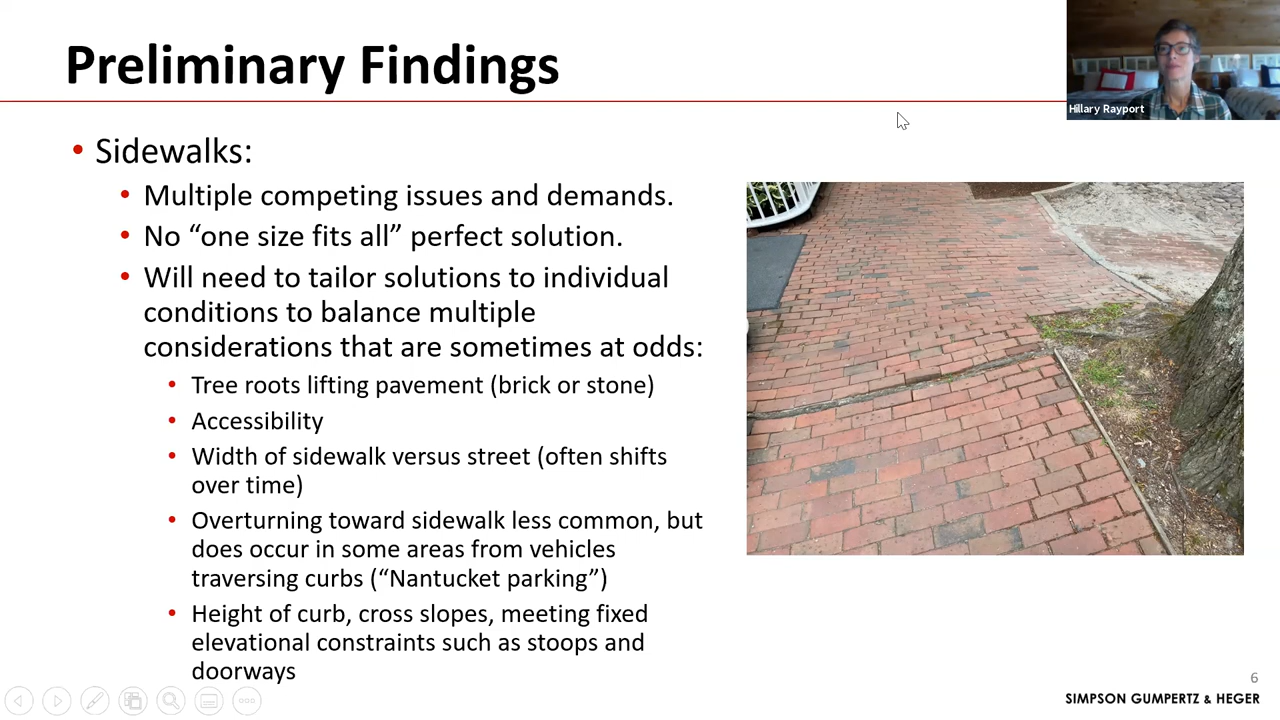 Preliminary Findings
Hillary Rayport
• Sidewalks:
• Multiple competing issues and demands.
• No “one size fits all” perfect solution.
• Will need to tailor solutions to individual
conditions to balance multiple
considerations that are sometimes at odds:
• Tree roots lifting pavement (brick or stone)
• Accessibility
• Width of sidewalk versus street (often shifts
over time)
• Overturning toward sidewalk less common, but
does occur in some areas from vehicles
traversing curbs (“Nantucket parking”)
• Height of curb, cross slopes, meeting fixed
elevational constraints such as stoops and
doorways
6
SIMPSON GUMPERTZ & HEGER